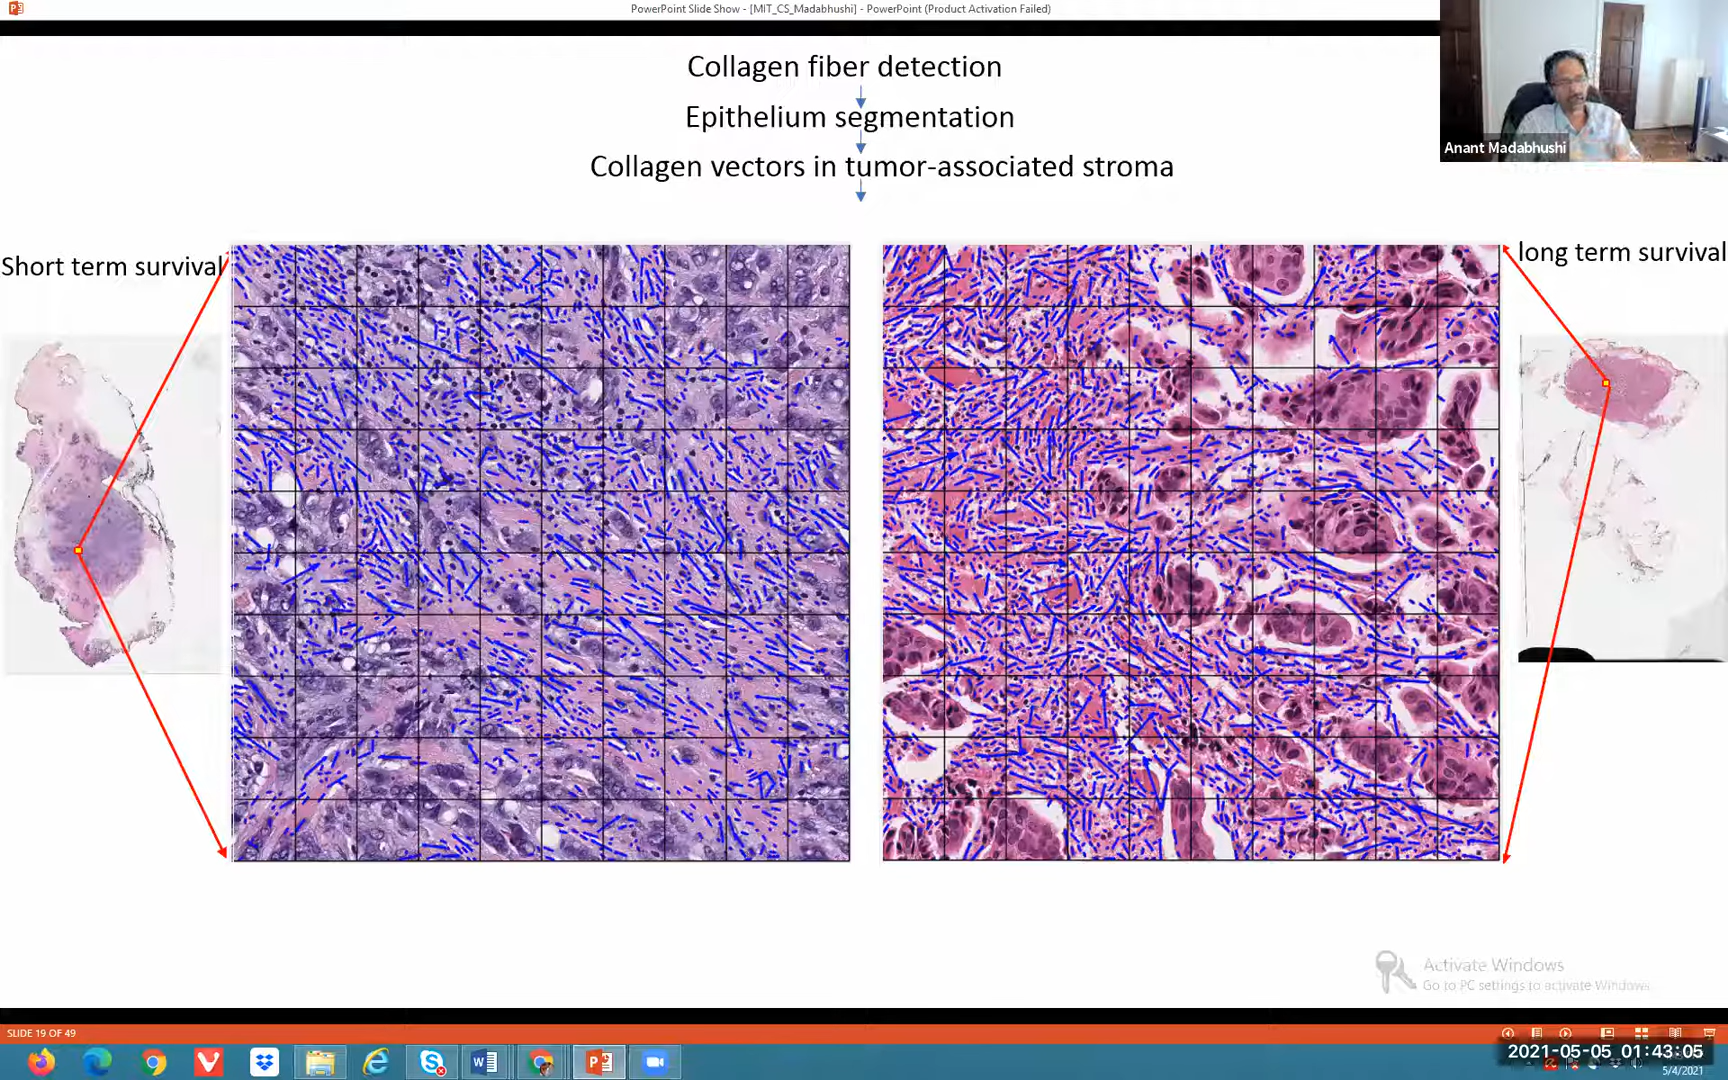 PowerPoint Slide Show - [MIT_CS_Madabhushi] - PowerPoint (Product Activation Failed)
Collagen fiber detection
Epithelium segmentation
Collagen vectors in tumor-associated stroma
Anant Madabhushi
Short term survival
long term survival
Activate Windows
Go to PC settings to activate Windows.
SLIDE 19 OF 49
2021-05-05 01:43:05
5/4/2021